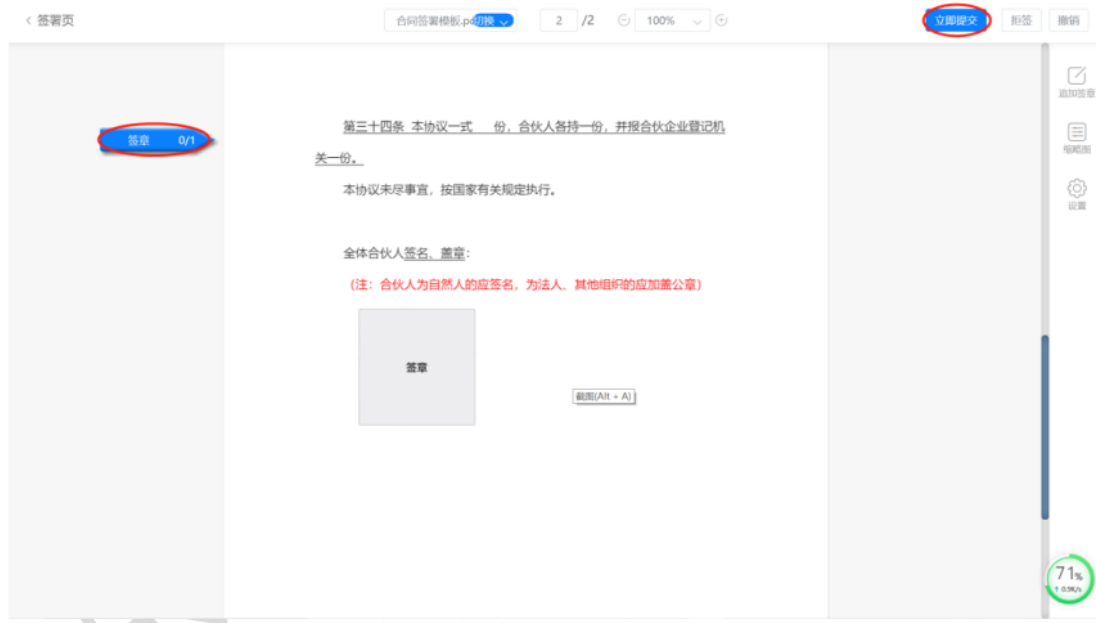 签署页
合同签署模板.pd切换
2 /2
100%
立即提交
拒签
撤销
追加签章
签章 0/1
第三十四条 本协议一式 份，合伙人各持一份，并报合伙企业登记机
关一份。
缩略图
本协议未尽事宜，按国家有关规定执行。
设置
全体合伙人签名、盖章：
（注：合伙人为自然人的应签名，为法人、其他组织的应加盖公章）
签章
截图(Alt + A)
71%
↑ 0.9K/s